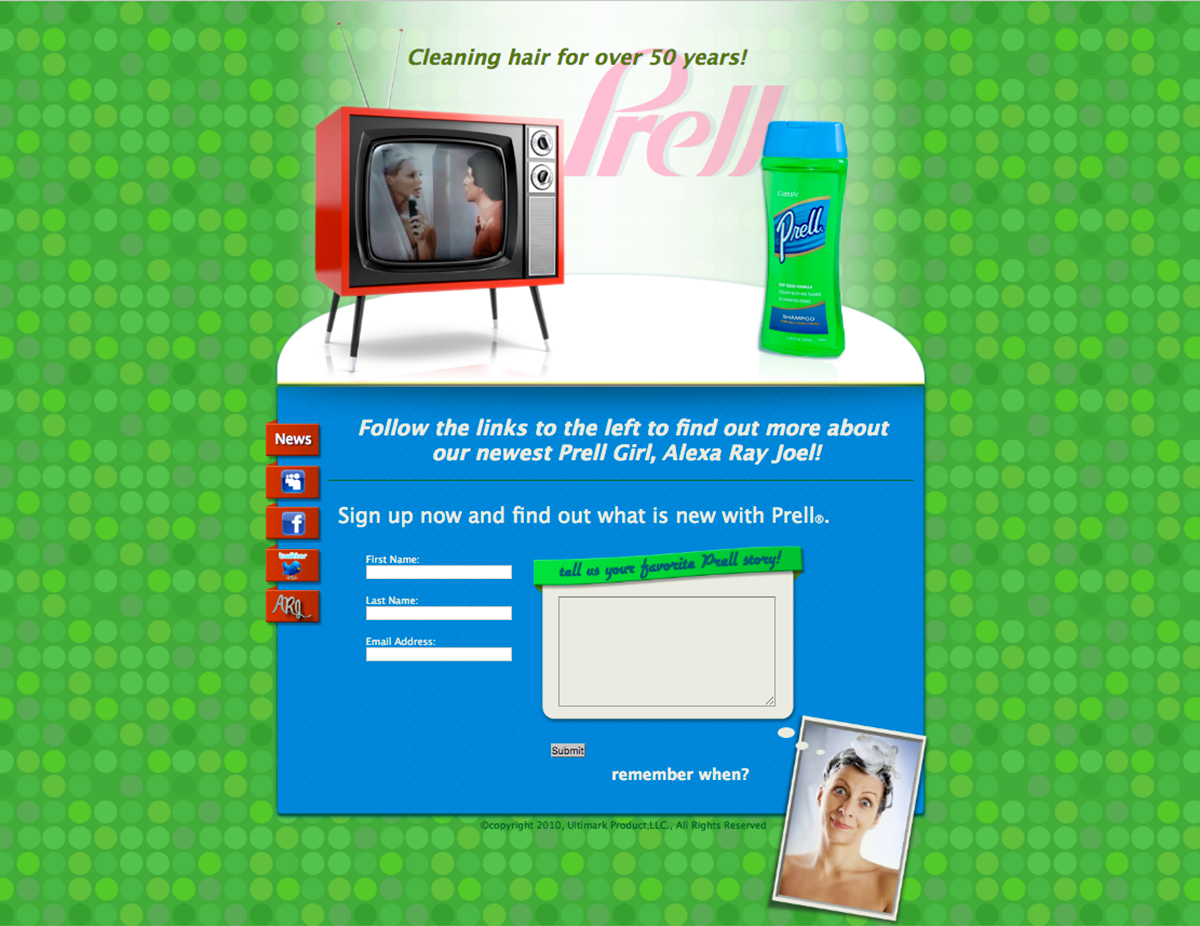 Cleaning hair for over 50 years!
Prell
Classic
Prell
SHAMPOO
Follow the links to the left to find out more about
our newest Prell Girl, Alexa Ray Joel!
News
Sign up now and find out what is new with Prell®.
f
twitter
ARJ
First Name:
Last Name:
Email Address:
tell us your favorite Prell story!
Submit
remember when?
©copyright 2010, Ultimark Product,LLC., All Rights Reserved